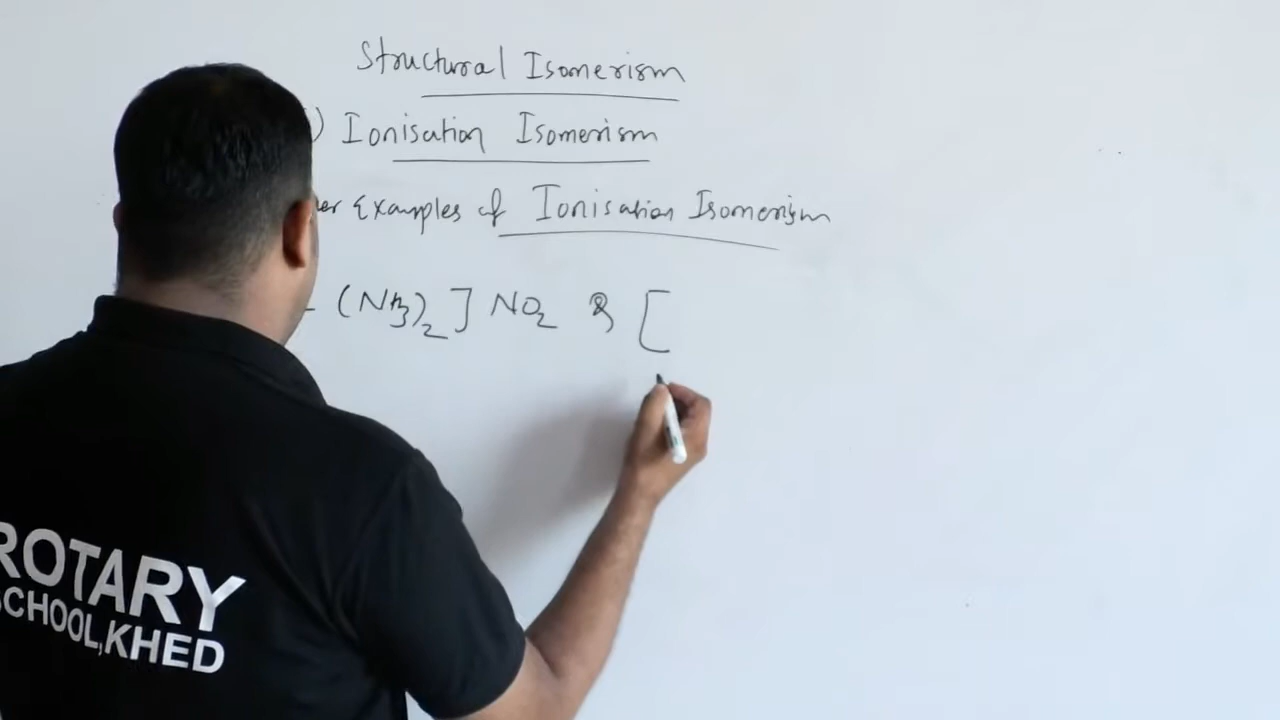 Structural Isomerism
) Ionisation Isomerism
er Examples of Ionisation Isomerism
- (NH3)2 ] NO2 & [
ROTARY
SCHOOL,KHED